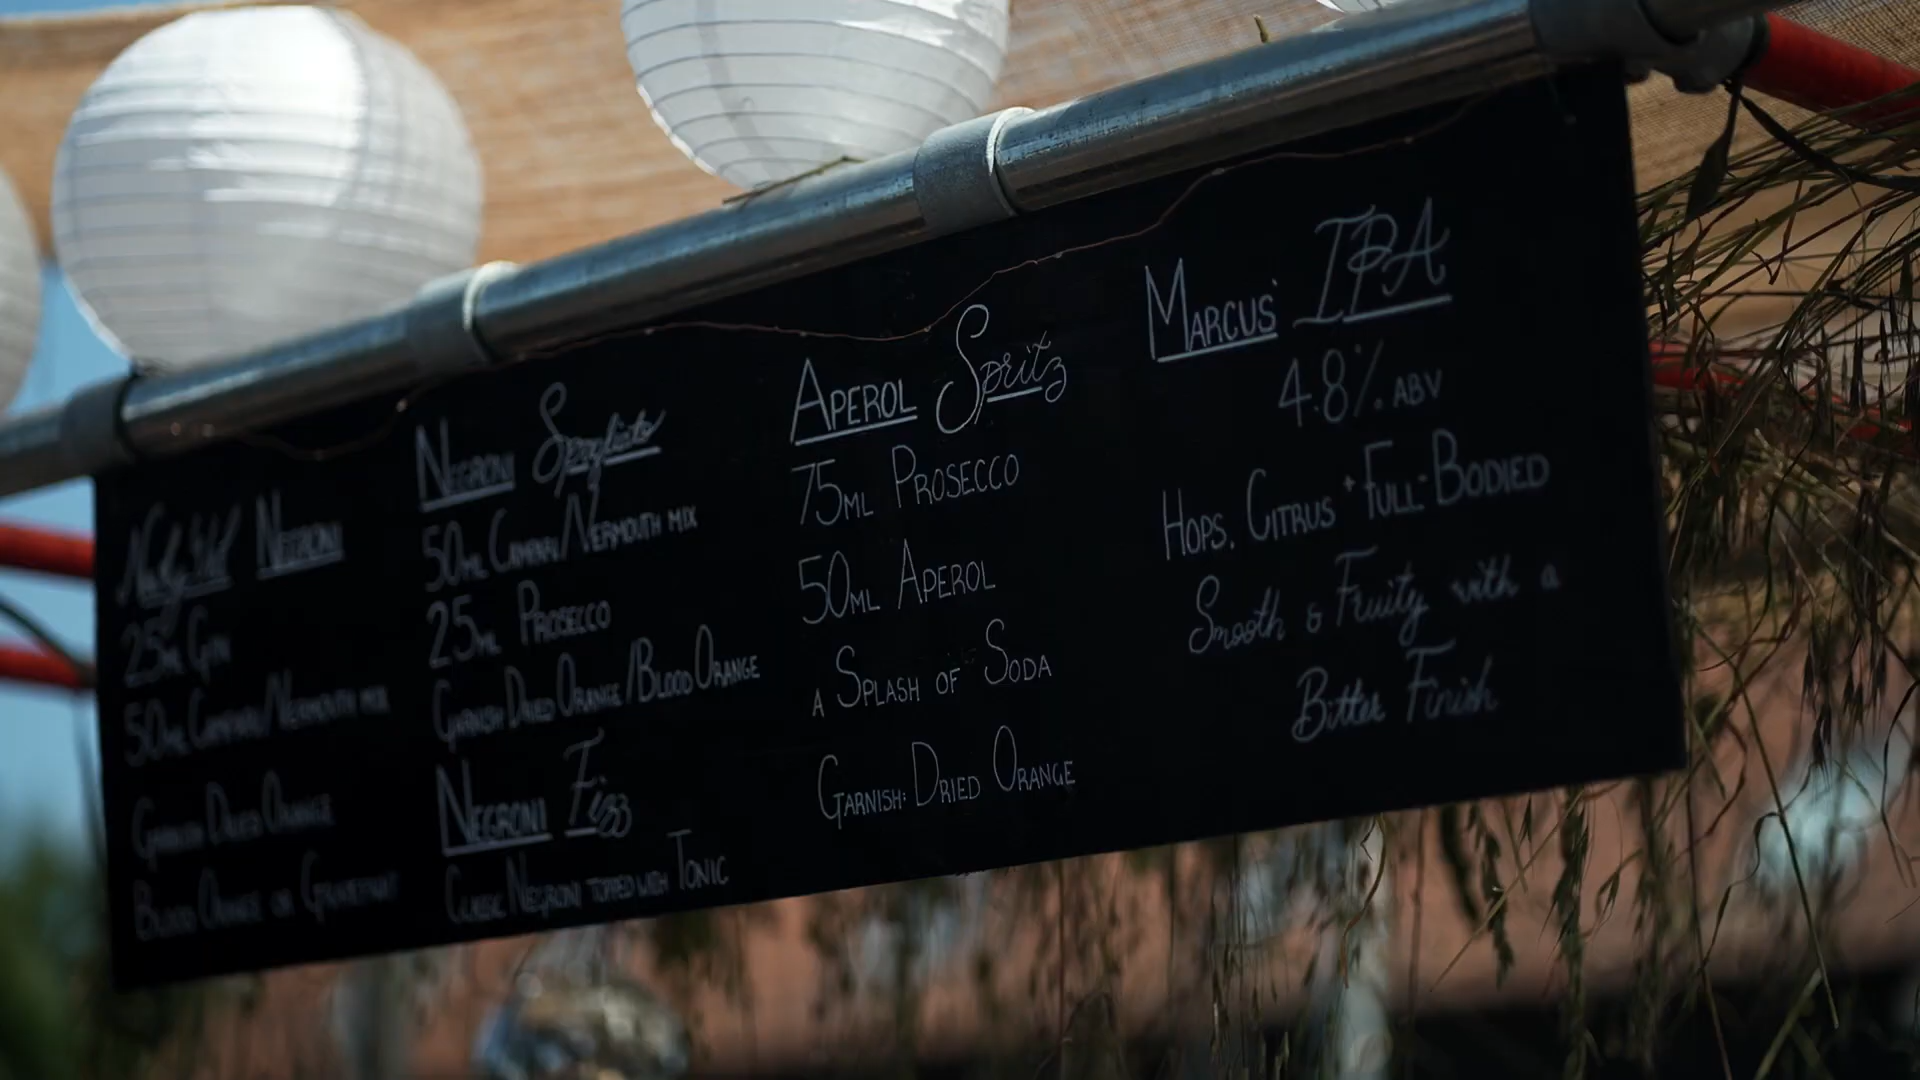 Negroni
25ml Gin
50ml Campari/Vermouth mix
Garnish Dried Orange
Blood Orange or Grapefruit
Negroni Sbagliato
50ml Campari/Vermouth mix
25ml Prosecco
Garnish Dried Orange/Blood Orange
Negroni Fizz
Classic Negroni topped with Tonic
Aperol Spritz
75ml Prosecco
50ml Aperol
A Splash of Soda
Garnish: Dried Orange
Marcus' IPA
4.8% ABV
Hops, Citrus + Full-Bodied
Smooth & Fruity with a
Bitter Finish